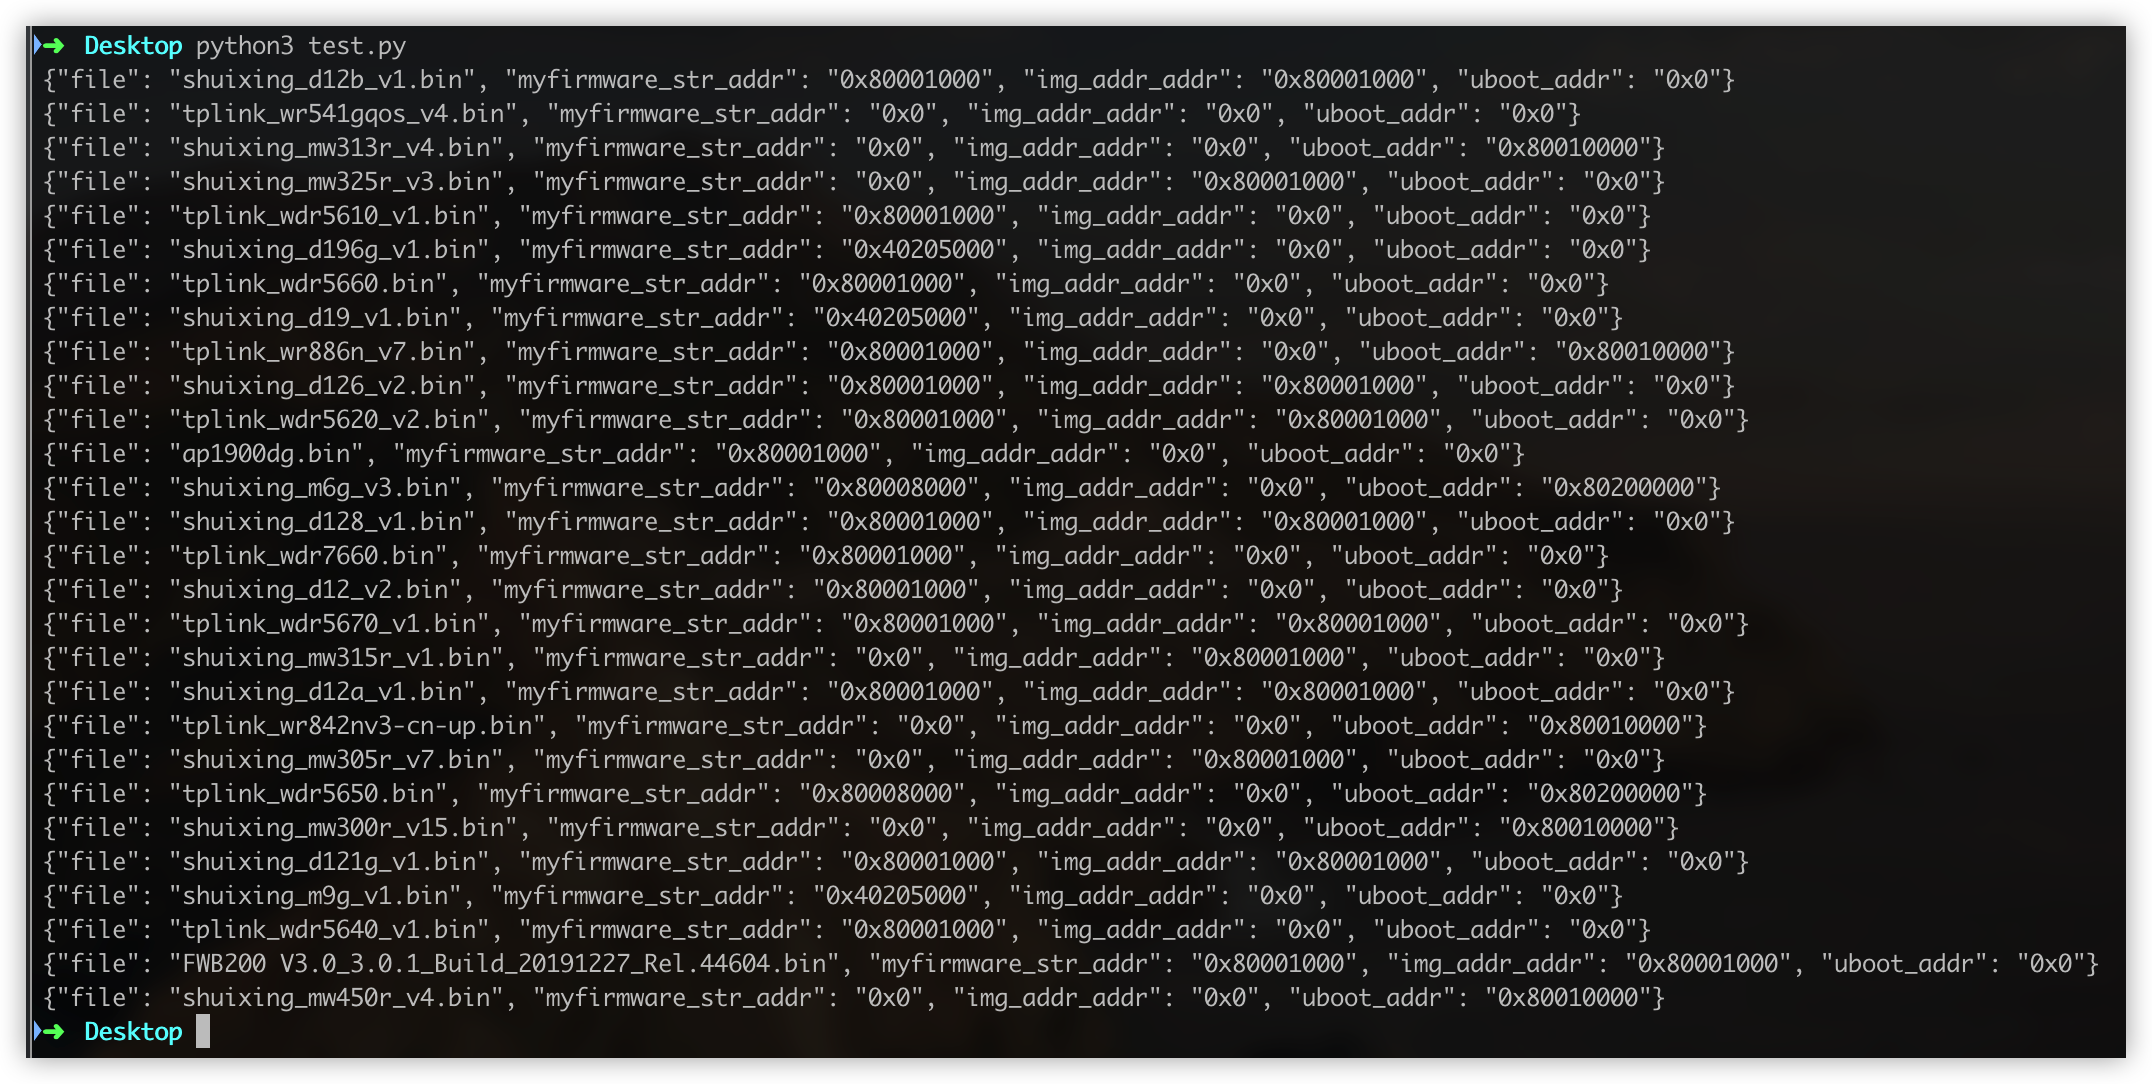 ➜ Desktop python3 test.py
{"file": "shuixing_d12b_v1.bin", "myfirmware_str_addr": "0x80001000", "img_addr_addr": "0x80001000", "uboot_addr": "0x0"}
{"file": "tplink_wr541gqos_v4.bin", "myfirmware_str_addr": "0x0", "img_addr_addr": "0x0", "uboot_addr": "0x0"}
{"file": "shuixing_mw313r_v4.bin", "myfirmware_str_addr": "0x0", "img_addr_addr": "0x0", "uboot_addr": "0x80010000"}
{"file": "shuixing_mw325r_v3.bin", "myfirmware_str_addr": "0x0", "img_addr_addr": "0x80001000", "uboot_addr": "0x0"}
{"file": "tplink_wdr5610_v1.bin", "myfirmware_str_addr": "0x80001000", "img_addr_addr": "0x0", "uboot_addr": "0x0"}
{"file": "shuixing_d196g_v1.bin", "myfirmware_str_addr": "0x40205000", "img_addr_addr": "0x0", "uboot_addr": "0x0"}
{"file": "tplink_wdr5660.bin", "myfirmware_str_addr": "0x80001000", "img_addr_addr": "0x0", "uboot_addr": "0x0"}
{"file": "shuixing_d19_v1.bin", "myfirmware_str_addr": "0x40205000", "img_addr_addr": "0x0", "uboot_addr": "0x0"}
{"file": "tplink_wr886n_v7.bin", "myfirmware_str_addr": "0x80001000", "img_addr_addr": "0x0", "uboot_addr": "0x80010000"}
{"file": "shuixing_d126_v2.bin", "myfirmware_str_addr": "0x80001000", "img_addr_addr": "0x80001000", "uboot_addr": "0x0"}
{"file": "tplink_wdr5620_v2.bin", "myfirmware_str_addr": "0x80001000", "img_addr_addr": "0x80001000", "uboot_addr": "0x0"}
{"file": "ap1900dg.bin", "myfirmware_str_addr": "0x80001000", "img_addr_addr": "0x0", "uboot_addr": "0x0"}
{"file": "shuixing_m6g_v3.bin", "myfirmware_str_addr": "0x80008000", "img_addr_addr": "0x0", "uboot_addr": "0x80200000"}
{"file": "shuixing_d128_v1.bin", "myfirmware_str_addr": "0x80001000", "img_addr_addr": "0x80001000", "uboot_addr": "0x0"}
{"file": "tplink_wdr7660.bin", "myfirmware_str_addr": "0x80001000", "img_addr_addr": "0x0", "uboot_addr": "0x0"}
{"file": "shuixing_d12_v2.bin", "myfirmware_str_addr": "0x80001000", "img_addr_addr": "0x0", "uboot_addr": "0x0"}
{"file": "tplink_wdr5670_v1.bin", "myfirmware_str_addr": "0x80001000", "img_addr_addr": "0x80001000", "uboot_addr": "0x0"}
{"file": "shuixing_mw315r_v1.bin", "myfirmware_str_addr": "0x0", "img_addr_addr": "0x80001000", "uboot_addr": "0x0"}
{"file": "shuixing_d12a_v1.bin", "myfirmware_str_addr": "0x80001000", "img_addr_addr": "0x80001000", "uboot_addr": "0x0"}
{"file": "tplink_wr842nv3-cn-up.bin", "myfirmware_str_addr": "0x0", "img_addr_addr": "0x0", "uboot_addr": "0x80010000"}
{"file": "shuixing_mw305r_v7.bin", "myfirmware_str_addr": "0x0", "img_addr_addr": "0x80001000", "uboot_addr": "0x0"}
{"file": "tplink_wdr5650.bin", "myfirmware_str_addr": "0x80008000", "img_addr_addr": "0x0", "uboot_addr": "0x80200000"}
{"file": "shuixing_mw300r_v15.bin", "myfirmware_str_addr": "0x0", "img_addr_addr": "0x0", "uboot_addr": "0x80010000"}
{"file": "shuixing_d121g_v1.bin", "myfirmware_str_addr": "0x80001000", "img_addr_addr": "0x80001000", "uboot_addr": "0x0"}
{"file": "shuixing_m9g_v1.bin", "myfirmware_str_addr": "0x40205000", "img_addr_addr": "0x0", "uboot_addr": "0x0"}
{"file": "tplink_wdr5640_v1.bin", "myfirmware_str_addr": "0x80001000", "img_addr_addr": "0x0", "uboot_addr": "0x0"}
{"file": "FWB200 V3.0_3.0.1_Build_20191227_Rel.44604.bin", "myfirmware_str_addr": "0x80001000", "img_addr_addr": "0x80001000", "uboot_addr": "0x0"}
{"file": "shuixing_mw450r_v4.bin", "myfirmware_str_addr": "0x0", "img_addr_addr": "0x0", "uboot_addr": "0x80010000"}
➜ Desktop